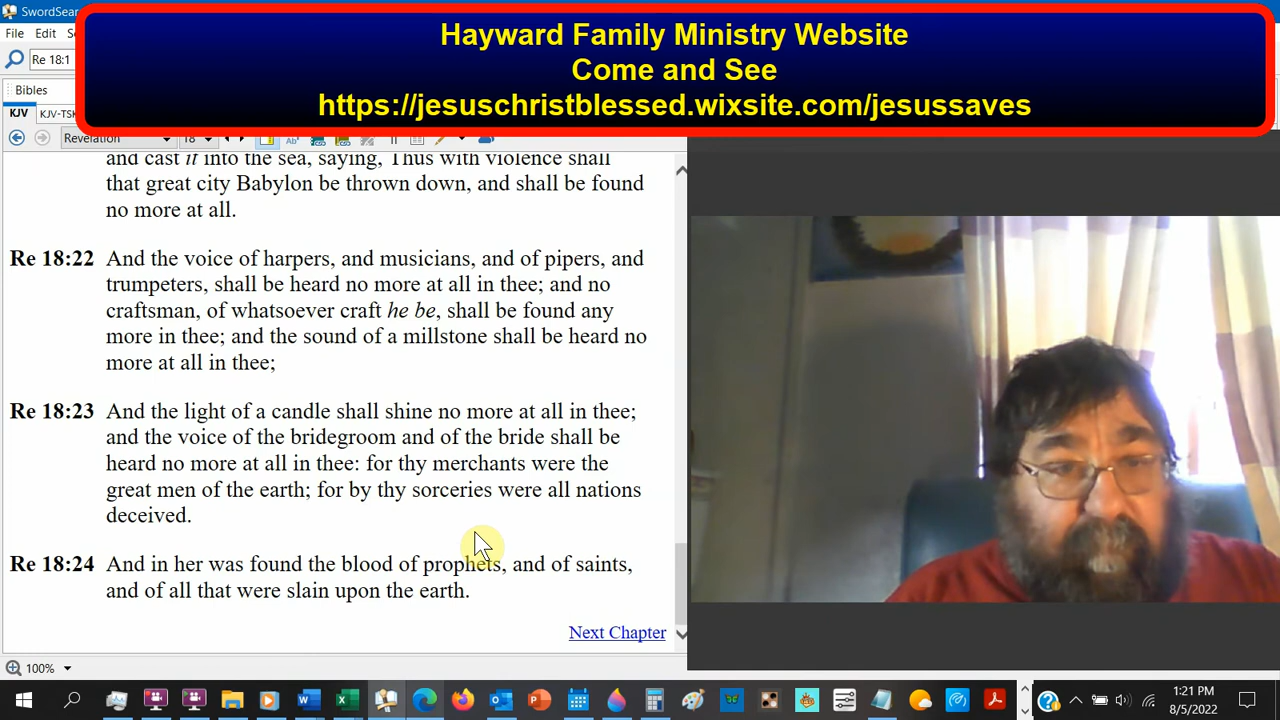 SwordSear
File Edit Se
Hayward Family Ministry Website
Come and See
https://jesuschristblessed.wixsite.com/jesussaves
Re 18:1
Bibles
KJV KJV-TSK
Revelation 18
and cast it into the sea, saying, Thus with violence shall
that great city Babylon be thrown down, and shall be found
no more at all.
Re 18:22 And the voice of harpers, and musicians, and of pipers, and
trumpeters, shall be heard no more at all in thee; and no
craftsman, of whatsoever craft he be, shall be found any
more in thee; and the sound of a millstone shall be heard no
more at all in thee;
Re 18:23 And the light of a candle shall shine no more at all in thee;
and the voice of the bridegroom and of the bride shall be
heard no more at all in thee: for thy merchants were the
great men of the earth; for by thy sorceries were all nations
deceived.
Re 18:24 And in her was found the blood of prophets, and of saints,
and of all that were slain upon the earth.
Next Chapter
100%
1:21 PM
8/5/2022